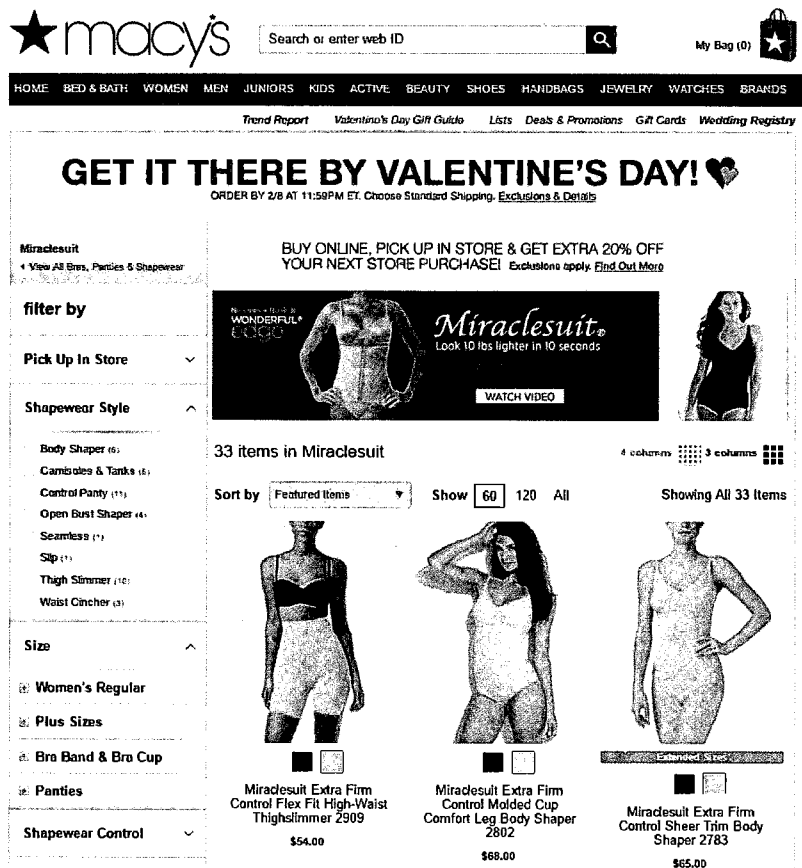 macy's
Search or enter web ID
My Bag (0)
HOME BED & BATH WOMEN MEN JUNIORS KIDS ACTIVE BEAUTY SHOES HANDBAGS JEWELRY WATCHES BRANDS
Trend Report Valentine's Day Gift Guide Lists Deals & Promotions Gift Cards Wedding Registry
GET IT THERE BY VALENTINE'S DAY!
ORDER BY 2/8 AT 11:59PM ET. Choose Standard Shipping. Exclusions & Details
Miraclesuit
View All Bras, Panties & Shapewear
BUY ONLINE, PICK UP IN STORE & GET EXTRA 20% OFF
YOUR NEXT STORE PURCHASE! Exclusions apply. Find Out More
filter by
Pick Up In Store
Shapewear Style
Body Shaper (6)
Camisoles & Tanks (5)
Control Panty (11)
Open Bust Shaper (4)
Seamless (1)
Slip (1)
Thigh Slimmer (10)
Waist Cincher (3)
Size
Women's Regular
Plus Sizes
Bra Band & Bra Cup
Panties
Shapewear Control
WONDERFUL
Miraclesuit®
Look 10 lbs lighter in 10 seconds
WATCH VIDEO
33 items in Miraclesuit
4 columns 3 columns
Sort by Featured Items Show 60 120 All Showing All 33 Items
Extended Sizes
Miraclesuit Extra Firm
Control Flex Fit High-Waist
Thighslimmer 2909
$54.00
Miraclesuit Extra Firm
Control Molded Cup
Comfort Leg Body Shaper
2802
$68.00
Miraclesuit Extra Firm
Control Sheer Trim Body
Shaper 2783
$65.00